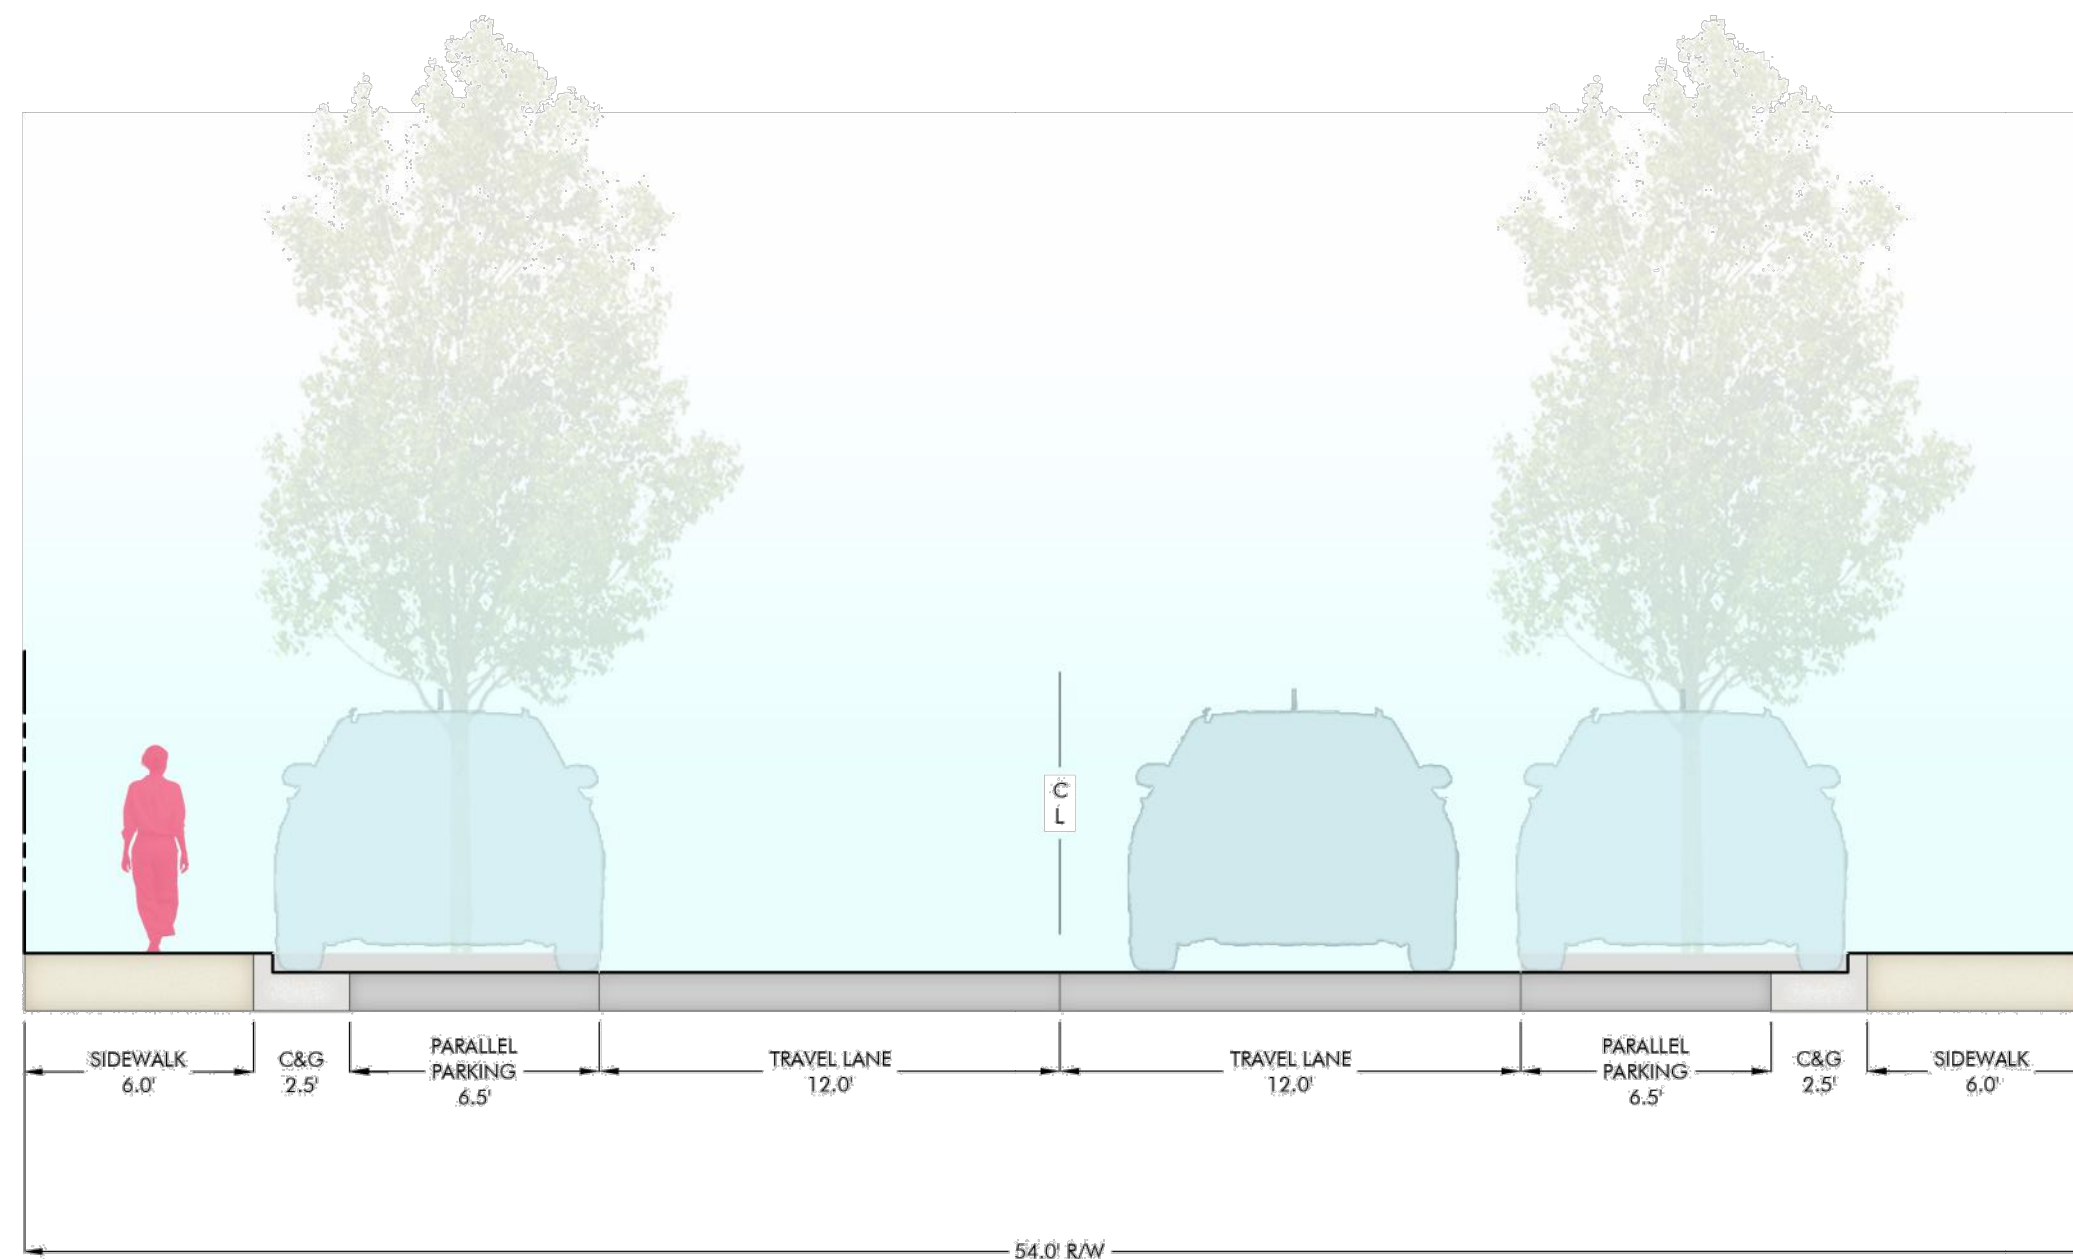 C
L
SIDEWALK
6.0'
C&G
2.5'
PARALLEL
PARKING
6.5'
TRAVEL LANE
12.0'
TRAVEL LANE
12.0'
PARALLEL
PARKING
6.5'
C&G
2.5'
SIDEWALK
6.0'
54.0' R/W